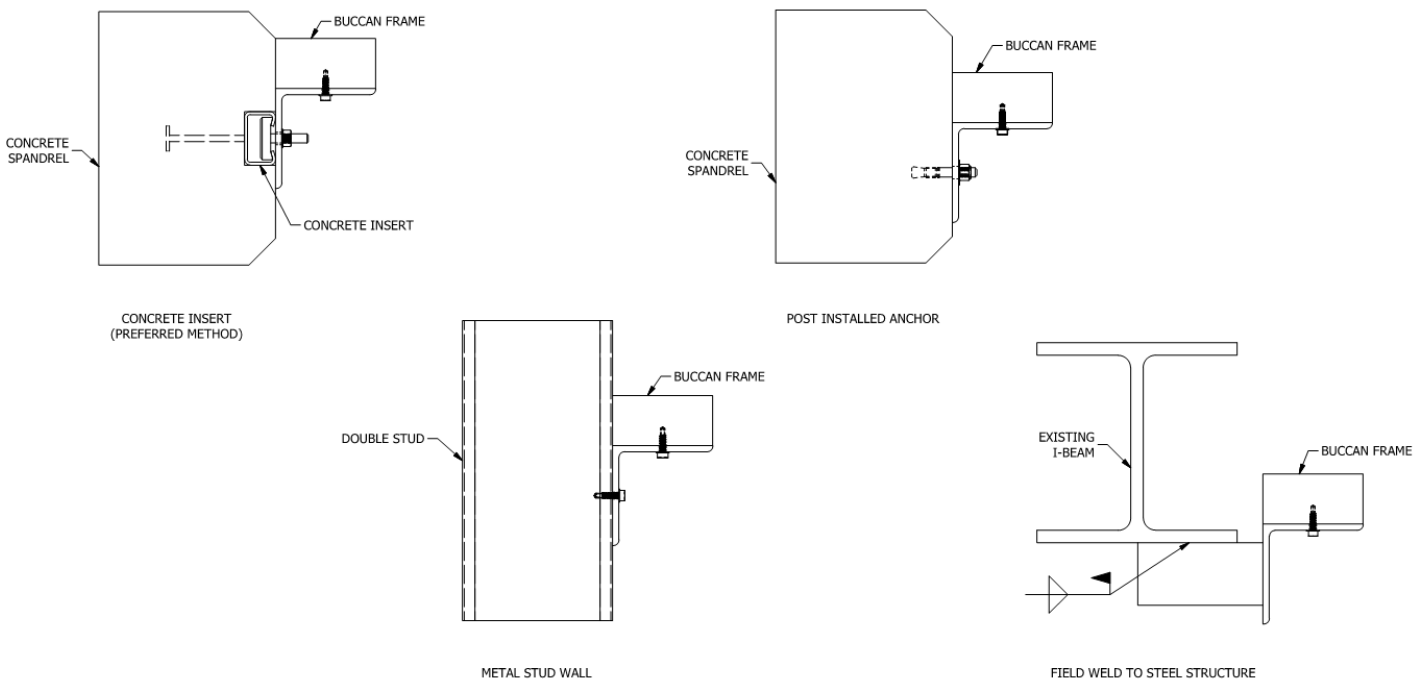 BUCCAN FRAME
CONCRETE
SPANDREL
CONCRETE INSERT
CONCRETE INSERT
(PREFERRED METHOD)
BUCCAN FRAME
CONCRETE
SPANDREL
POST INSTALLED ANCHOR
BUCCAN FRAME
DOUBLE STUD
METAL STUD WALL
EXISTING
I-BEAM
BUCCAN FRAME
FIELD WELD TO STEEL STRUCTURE